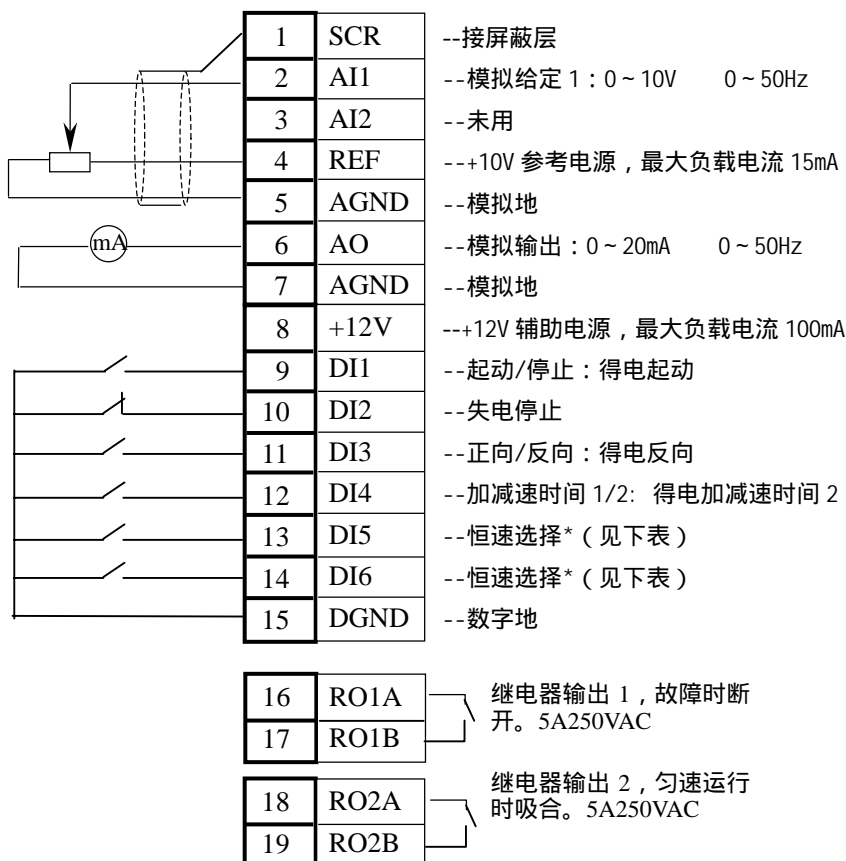 1 SCR --接屏蔽层
2 AI1 --模拟给定 1：0~10V 0~50Hz
3 AI2 --未用
4 REF --+10V 参考电源，最大负载电流 15mA
5 AGND --模拟地
mA 6 AO --模拟输出：0~20mA 0~50Hz
7 AGND --模拟地
8 +12V --+12V 辅助电源，最大负载电流 100mA
9 DI1 --起动/停止：得电起动
10 DI2 --失电停止
11 DI3 --正向/反向：得电反向
12 DI4 --加减速时间 1/2: 得电加减速时间 2
13 DI5 --恒速选择*（见下表）
14 DI6 --恒速选择*（见下表）
15 DGND --数字地
16 RO1A 继电器输出 1，故障时断
17 RO1B 开。5A250VAC
继电器输出 2，匀速运行
18 RO2A 时吸合。5A250VAC
19 RO2B